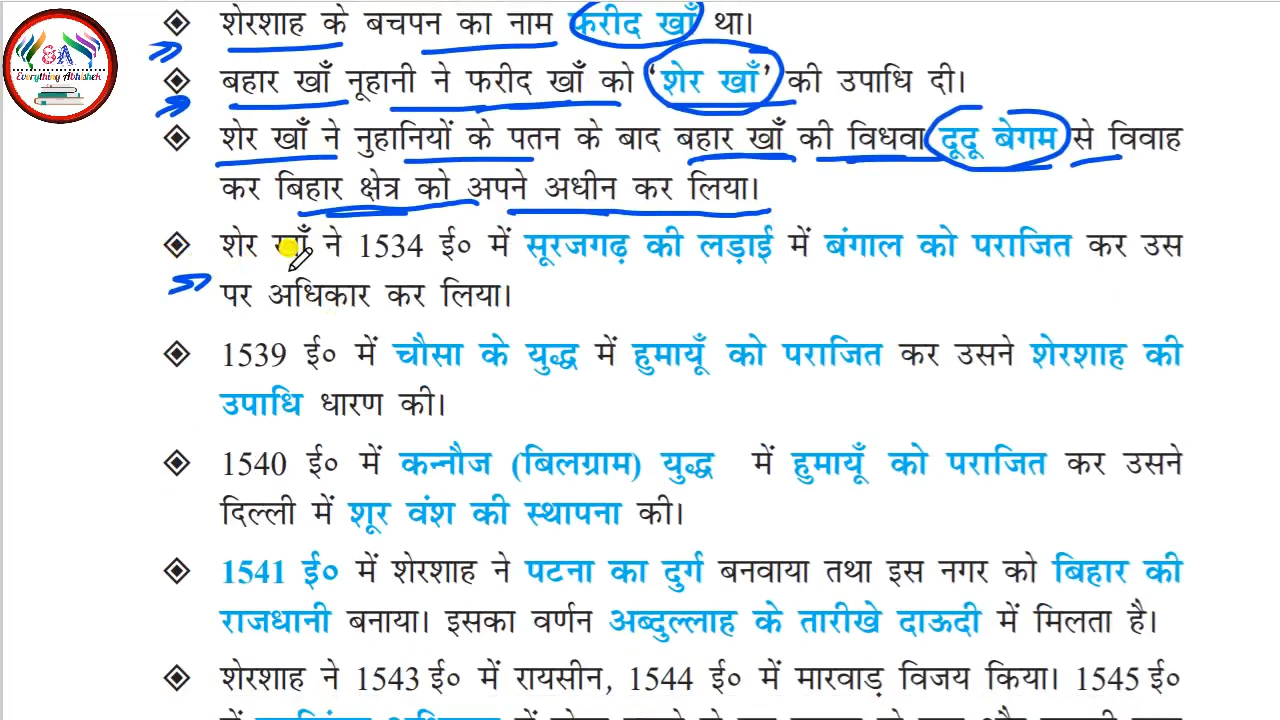 &A
Everything Abhishek
शेरशाह के बचपन का नाम फरीद खाँ था।
बहार खाँ नूहानी ने फरीद खाँ को 'शेर खाँ' की उपाधि दी।
शेर खाँ ने नुहानियों के पतन के बाद बहार खाँ की विधवा दूदू बेगम से विवाह
कर बिहार क्षेत्र को अपने अधीन कर लिया।
शेर खाँ ने 1534 ई० में सूरजगढ़ की लड़ाई में बंगाल को पराजित कर उस
पर अधिकार कर लिया।
1539 ई० में चौसा के युद्ध में हुमायूँ को पराजित कर उसने शेरशाह की
उपाधि धारण की।
1540 ई० में कन्नौज (बिलग्राम) युद्ध में हुमायूँ को पराजित कर उसने
दिल्ली में शूर वंश की स्थापना की।
1541 ई० में शेरशाह ने पटना का दुर्ग बनवाया तथा इस नगर को बिहार की
राजधानी बनाया। इसका वर्णन अब्दुल्लाह के तारीखे दाऊदी में मिलता है।
शेरशाह ने 1543 ई० में रायसीन, 1544 ई० में मारवाड़ विजय किया। 1545 ई०
में